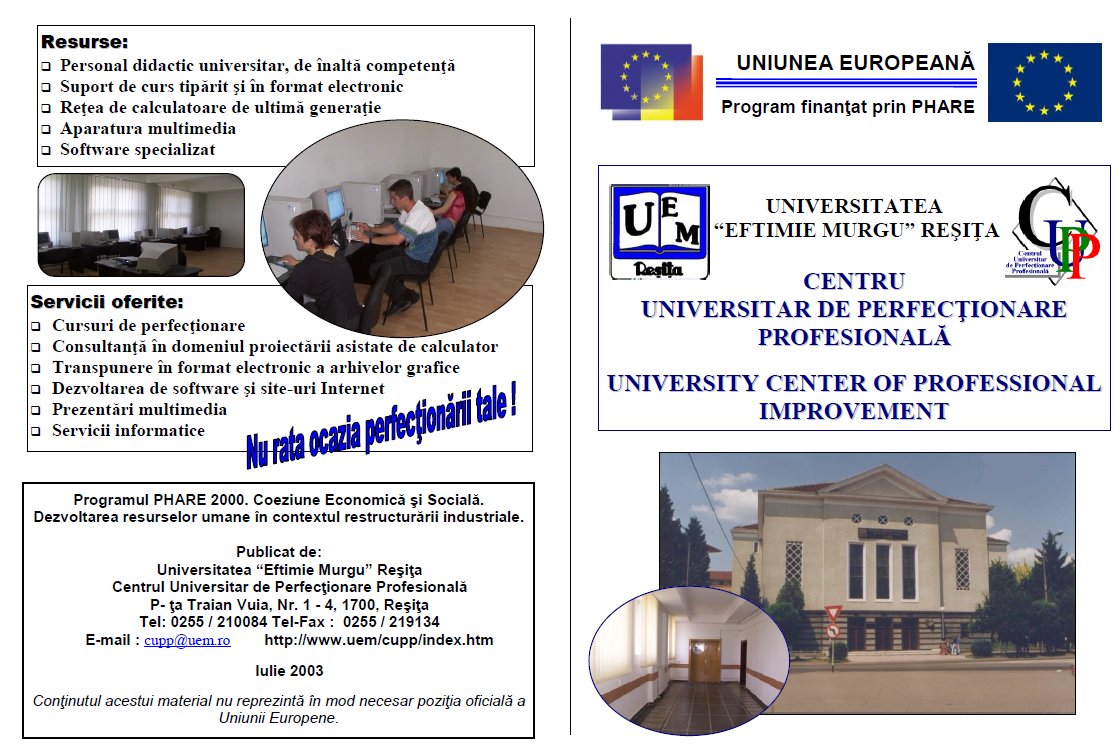 Resurse:
Personal didactic universitar, de înaltă competenţă
Suport de curs tipărit şi în format electronic
Reţea de calculatoare de ultimă generaţie
Aparatura multimedia
Software specializat
Servicii oferite:
Cursuri de perfecţionare
Consultanţă în domeniul proiectării asistate de calculator
Transpunere în format electronic a arhivelor grafice
Dezvoltarea de software şi site-uri Internet
Prezentări multimedia
Servicii informatice
Nu rata ocazia perfecţionării tale !
Programul PHARE 2000. Coeziune Economică şi Socială.
Dezvoltarea resurselor umane în contextul restructurării industriale.
Publicat de:
Universitatea “Eftimie Murgu” Reşiţa
Centrul Universitar de Perfecţionare Profesională
P- ţa Traian Vuia, Nr. 1 - 4, 1700, Reşiţa
Tel: 0255 / 210084 Tel-Fax : 0255 / 219134
E-mail : cupp@uem.ro http://www.uem/cupp/index.htm
Iulie 2003
Conţinutul acestui material nu reprezintă în mod necesar poziţia oficială a
Uniunii Europene.
UNIUNEA EUROPEANĂ
Program finanţat prin PHARE
UEM
Reşiţa
UNIVERSITATEA
“EFTIMIE MURGU” REŞIŢA
CUPP
Centrul
Universitar
de Perfecţionare
Profesională
CENTRU
UNIVERSITAR DE PERFECŢIONARE
PROFESIONALĂ
UNIVERSITY CENTER OF PROFESSIONAL
IMPROVEMENT